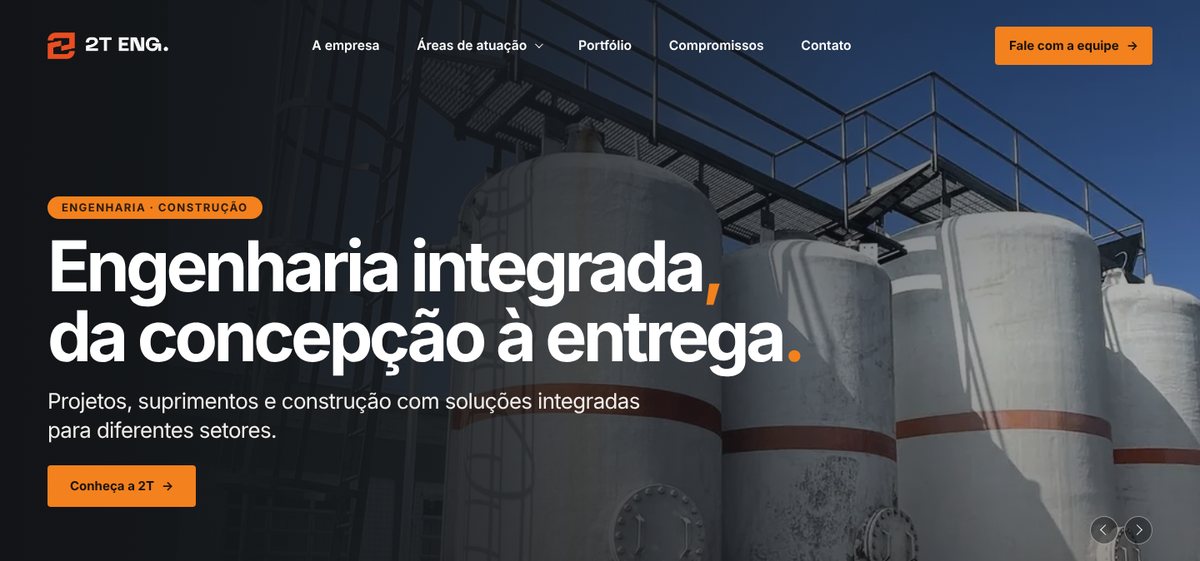 2T ENG.
A empresa
Áreas de atuação
Portfólio
Compromissos
Contato
Fale com a equipe →
ENGENHARIA · CONSTRUÇÃO
Engenharia integrada,
da concepção à entrega.
Projetos, suprimentos e construção com soluções integradas
para diferentes setores.
Conheça a 2T →